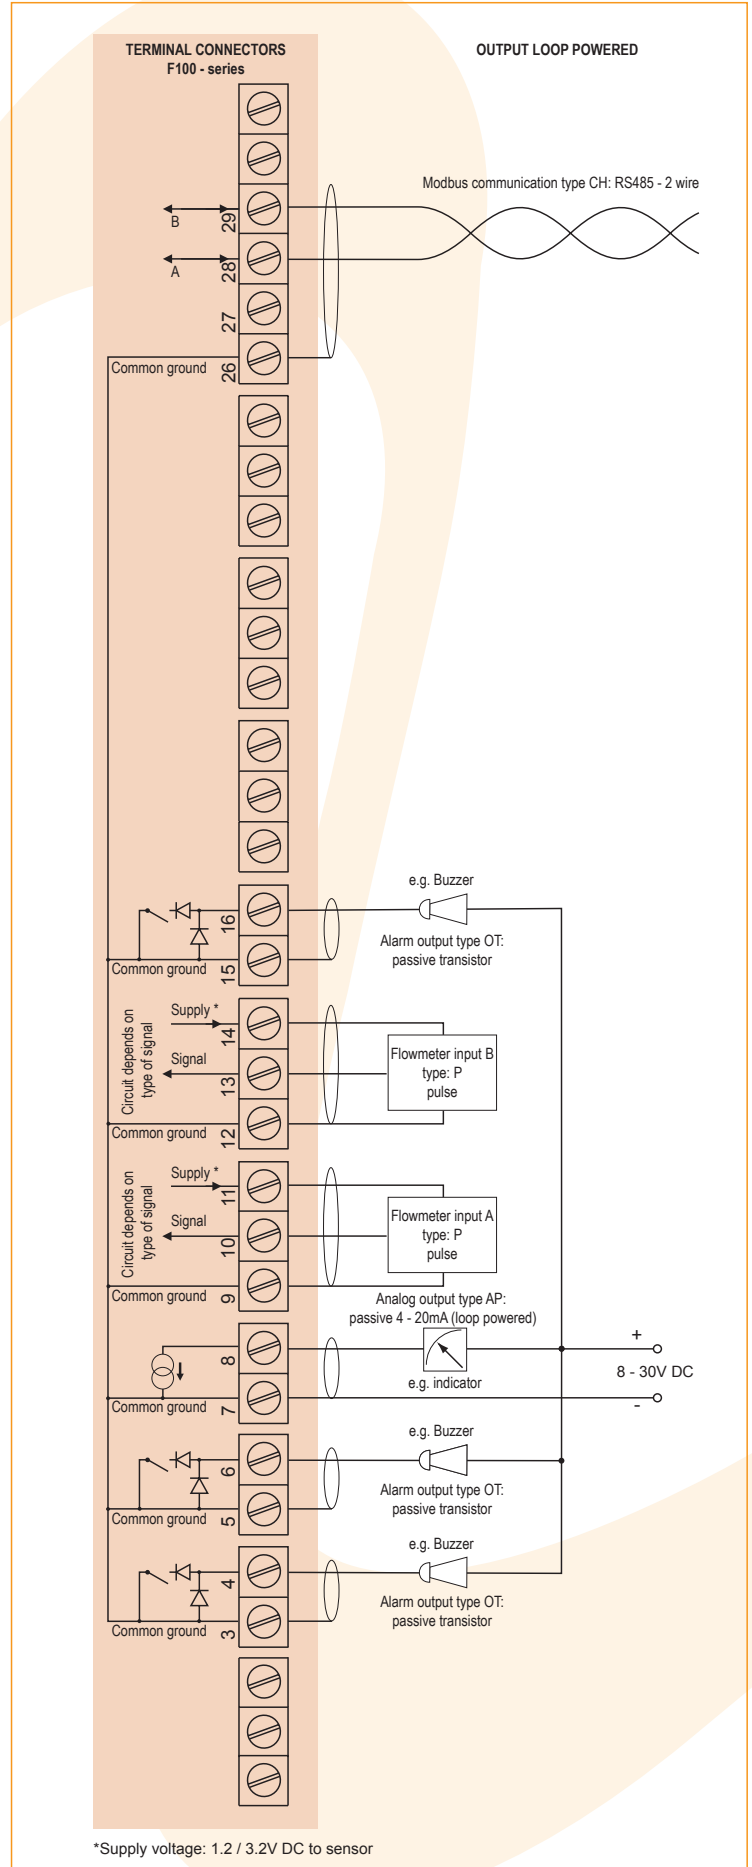 TERMINAL CONNECTORS
F100 - series
OUTPUT LOOP POWERED
Modbus communication type CH: RS485 - 2 wire
B
29
A
28
27
Common ground
26
e.g. Buzzer
16
Alarm output type OT:
passive transistor
Common ground
15
Circuit depends on
type of signal
Supply *
14
Signal
13
Flowmeter input B
type: P
pulse
Common ground
12
Circuit depends on
type of signal
Supply *
11
Signal
10
Flowmeter input A
type: P
pulse
Common ground
9
Analog output type AP:
passive 4 - 20mA (loop powered)
8
+
8 - 30V DC
-
e.g. indicator
Common ground
7
e.g. Buzzer
6
Alarm output type OT:
passive transistor
Common ground
5
e.g. Buzzer
4
Alarm output type OT:
passive transistor
Common ground
3
*Supply voltage: 1.2 / 3.2V DC to sensor